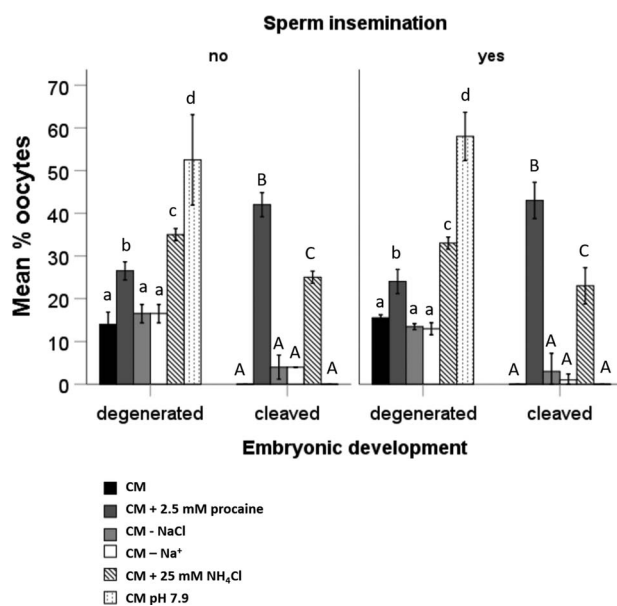 Sperm insemination
no
yes
Mean % oocytes
70
60
50
40
30
20
10
0
a
b
a
a
c
d
A
B
A
A
C
A
a
b
a
a
c
d
A
B
A
A
C
A
degenerated
cleaved
degenerated
cleaved
Embryonic development
CM
CM + 2.5 mM procaine
CM - NaCl
CM – Na⁺
CM + 25 mM NH₄Cl
CM pH 7.9